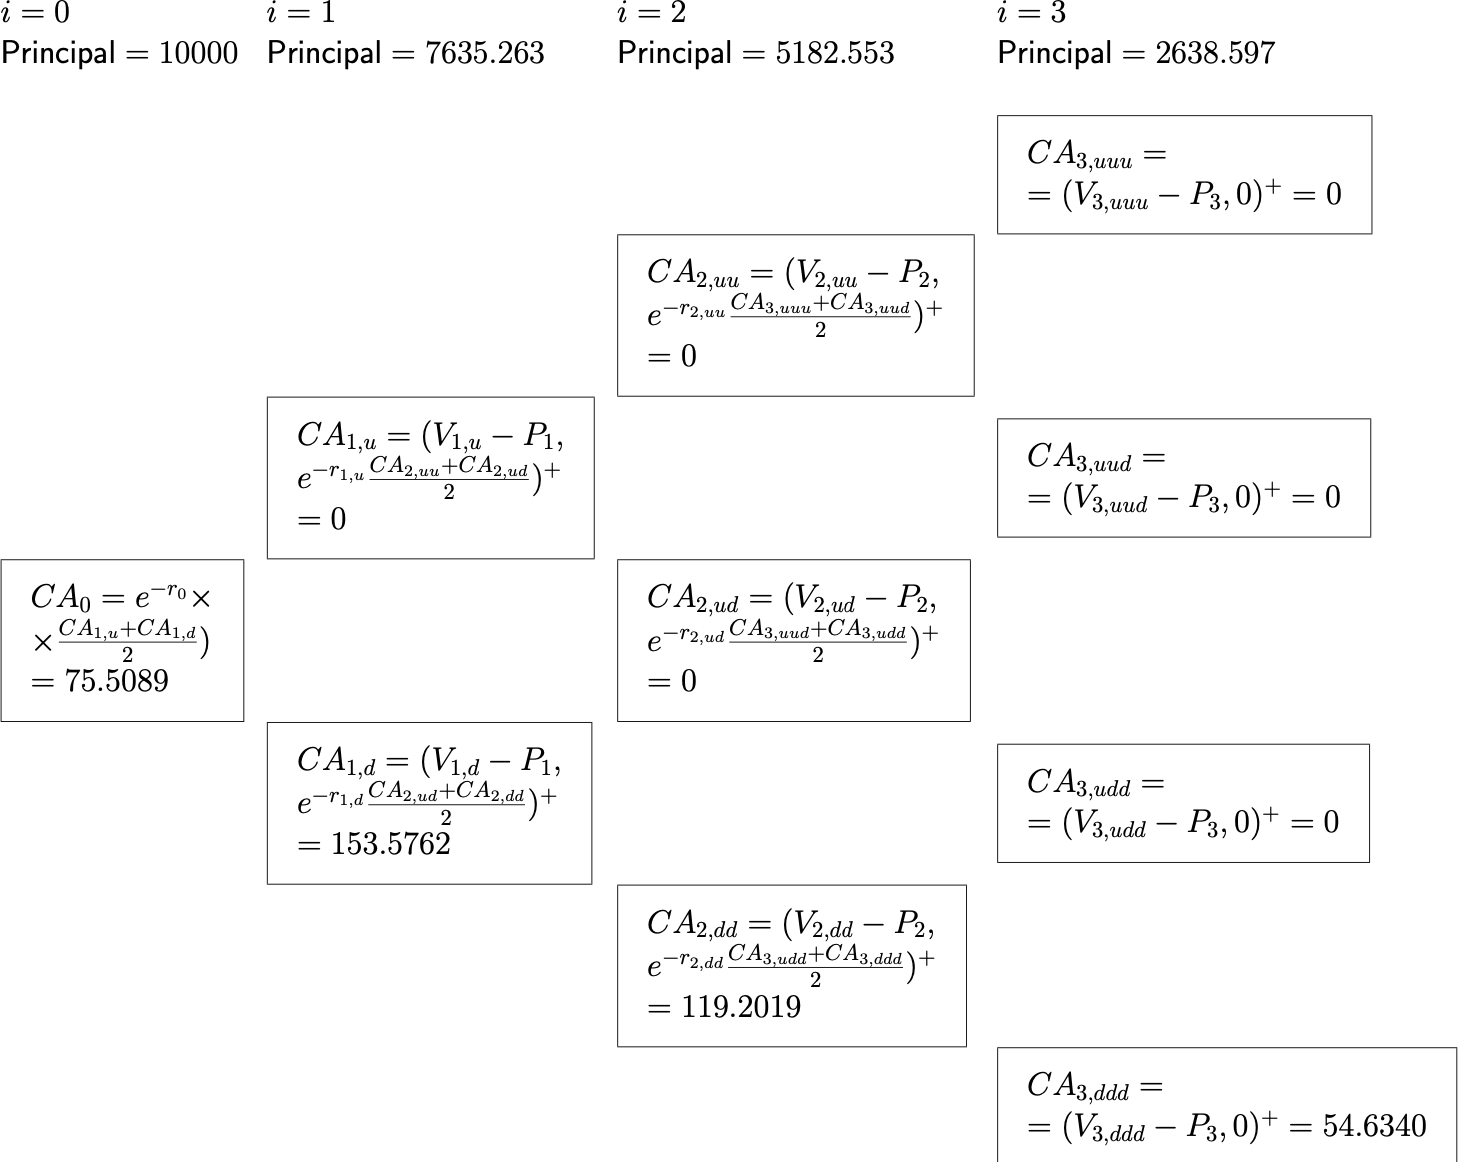 i = 0 i = 1 i = 2 i = 3
Principal = 10000 Principal = 7635.263 Principal = 5182.553 Principal = 2638.597
CA_{3,uuu} =
= (V_{3,uuu} − P_3, 0)^+ = 0
CA_{2,uu} = (V_{2,uu} − P_2,
e^{−r_{2,uu}} \frac{CA_{3,uuu}+CA_{3,uud}}{2})^+
= 0
CA_{1,u} = (V_{1,u} − P_1,
e^{−r_{1,u}} \frac{CA_{2,uu}+CA_{2,ud}}{2})^+
= 0
CA_{3,uud} =
= (V_{3,uud} − P_3, 0)^+ = 0
CA_0 = e^{−r_0} ×
× \frac{CA_{1,u}+CA_{1,d}}{2})
= 75.5089
CA_{2,ud} = (V_{2,ud} − P_2,
e^{−r_{2,ud}} \frac{CA_{3,uud}+CA_{3,udd}}{2})^+
= 0
CA_{1,d} = (V_{1,d} − P_1,
e^{−r_{1,d}} \frac{CA_{2,ud}+CA_{2,dd}}{2})^+
= 153.5762
CA_{3,udd} =
= (V_{3,udd} − P_3, 0)^+ = 0
CA_{2,dd} = (V_{2,dd} − P_2,
e^{−r_{2,dd}} \frac{CA_{3,udd}+CA_{3,ddd}}{2})^+
= 119.2019
CA_{3,ddd} =
= (V_{3,ddd} − P_3, 0)^+ = 54.6340